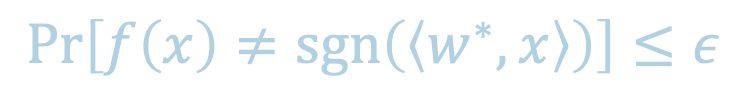 Pr[f(x) ≠ sgn(⟨w*, x⟩)] ≤ ϵ